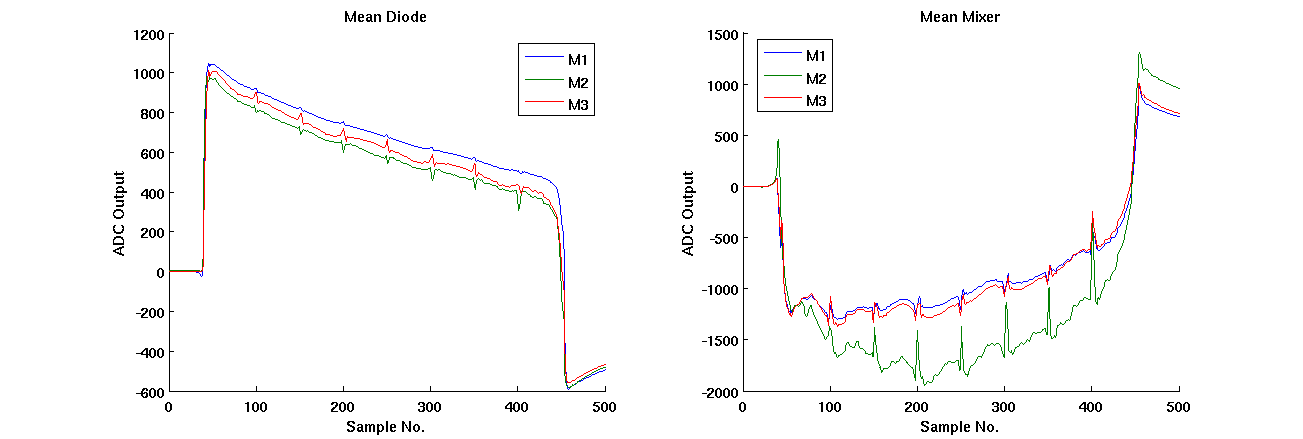 Mean Diode
1200
1000
800
600
400
200
0
−200
−400
−600
0
100
200
300
400
500
ADC Output
Sample No.
M1
M2
M3
Mean Mixer
1500
1000
500
0
−500
−1000
−1500
−2000
0
100
200
300
400
500
ADC Output
Sample No.
M1
M2
M3